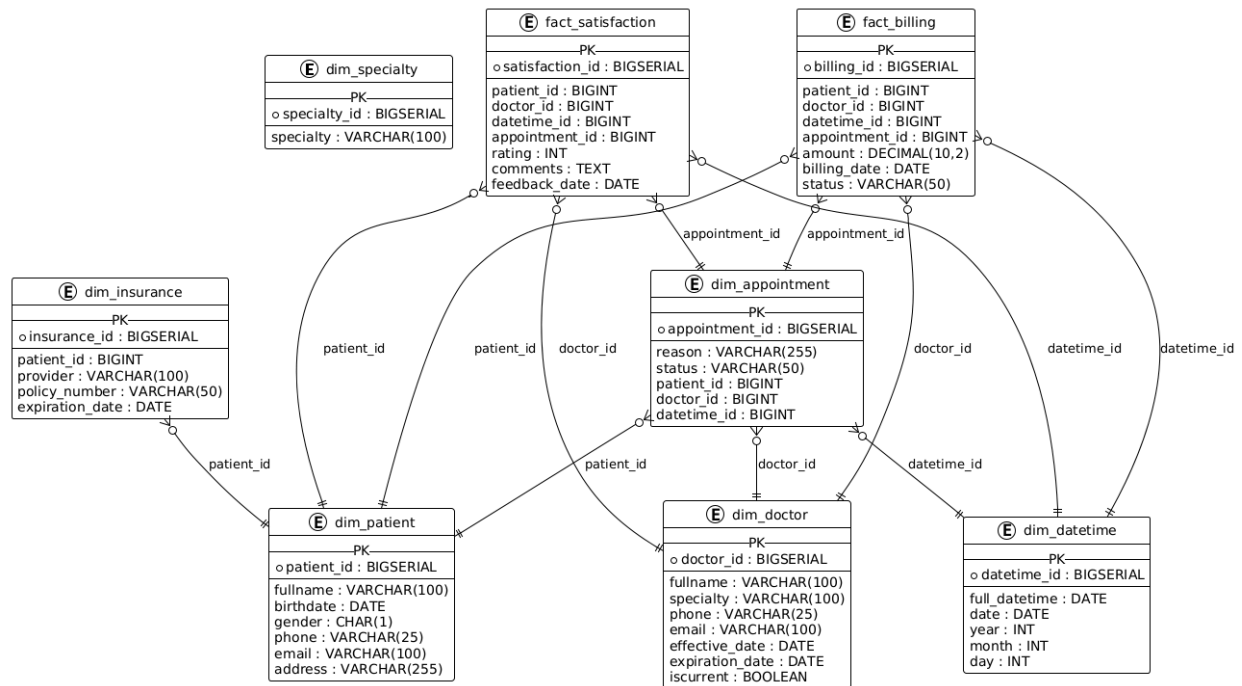 E fact_satisfaction
PK
satisfaction_id : BIGSERIAL
patient_id : BIGINT
doctor_id : BIGINT
datetime_id : BIGINT
appointment_id : BIGINT
rating : INT
comments : TEXT
feedback_date : DATE
E fact_billing
PK
billing_id : BIGSERIAL
patient_id : BIGINT
doctor_id : BIGINT
datetime_id : BIGINT
appointment_id : BIGINT
amount : DECIMAL(10,2)
billing_date : DATE
status : VARCHAR(50)
E dim_specialty
PK
specialty_id : BIGSERIAL
specialty : VARCHAR(100)
appointment_id
appointment_id
E dim_insurance
PK
insurance_id : BIGSERIAL
patient_id : BIGINT
provider : VARCHAR(100)
policy_number : VARCHAR(50)
expiration_date : DATE
E dim_appointment
PK
appointment_id : BIGSERIAL
reason : VARCHAR(255)
status : VARCHAR(50)
patient_id : BIGINT
doctor_id : BIGINT
datetime_id : BIGINT
patient_id
patient_id
doctor_id
doctor_id
datetime_id
datetime_id
patient_id
patient_id
doctor_id
datetime_id
E dim_patient
PK
patient_id : BIGSERIAL
fullname : VARCHAR(100)
birthdate : DATE
gender : CHAR(1)
phone : VARCHAR(25)
email : VARCHAR(100)
address : VARCHAR(255)
E dim_doctor
PK
doctor_id : BIGSERIAL
fullname : VARCHAR(100)
specialty : VARCHAR(100)
phone : VARCHAR(25)
email : VARCHAR(100)
effective_date : DATE
expiration_date : DATE
iscurrent : BOOLEAN
E dim_datetime
PK
datetime_id : BIGSERIAL
full_datetime : DATE
date : DATE
year : INT
month : INT
day : INT